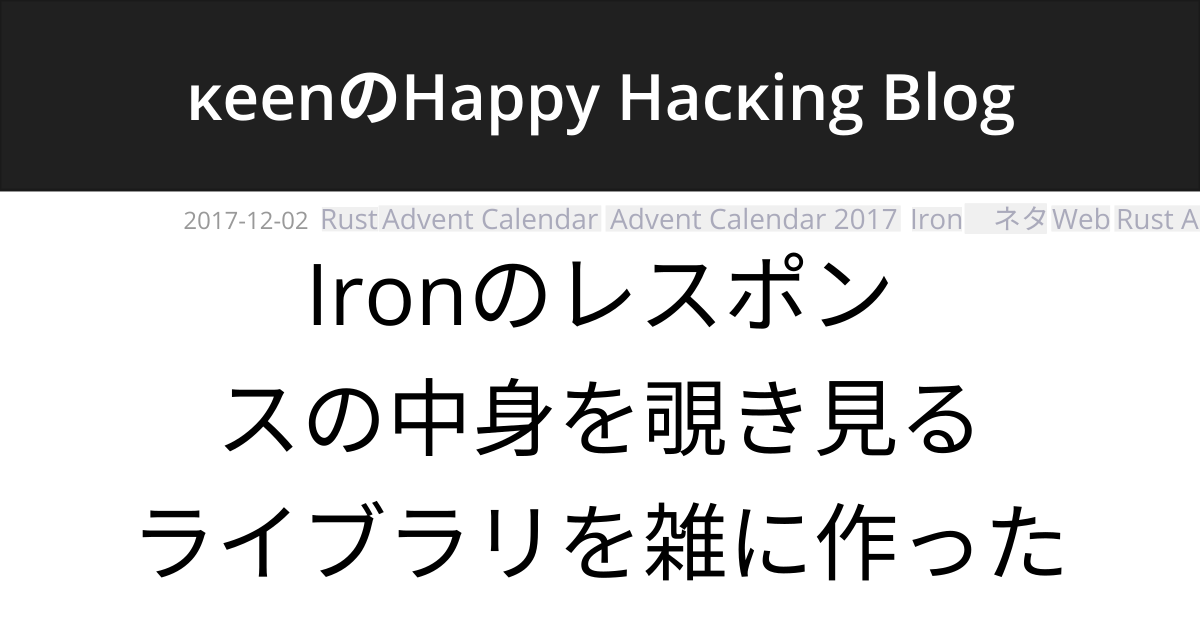 κeenのHappy Hacκing Blog
2017-12-02 Rust Advent Calendar Advent Calendar 2017 Iron ネタ Web Rust A
Ironのレスポン
スの中身を覗き見る
ライブラリを雑に作った